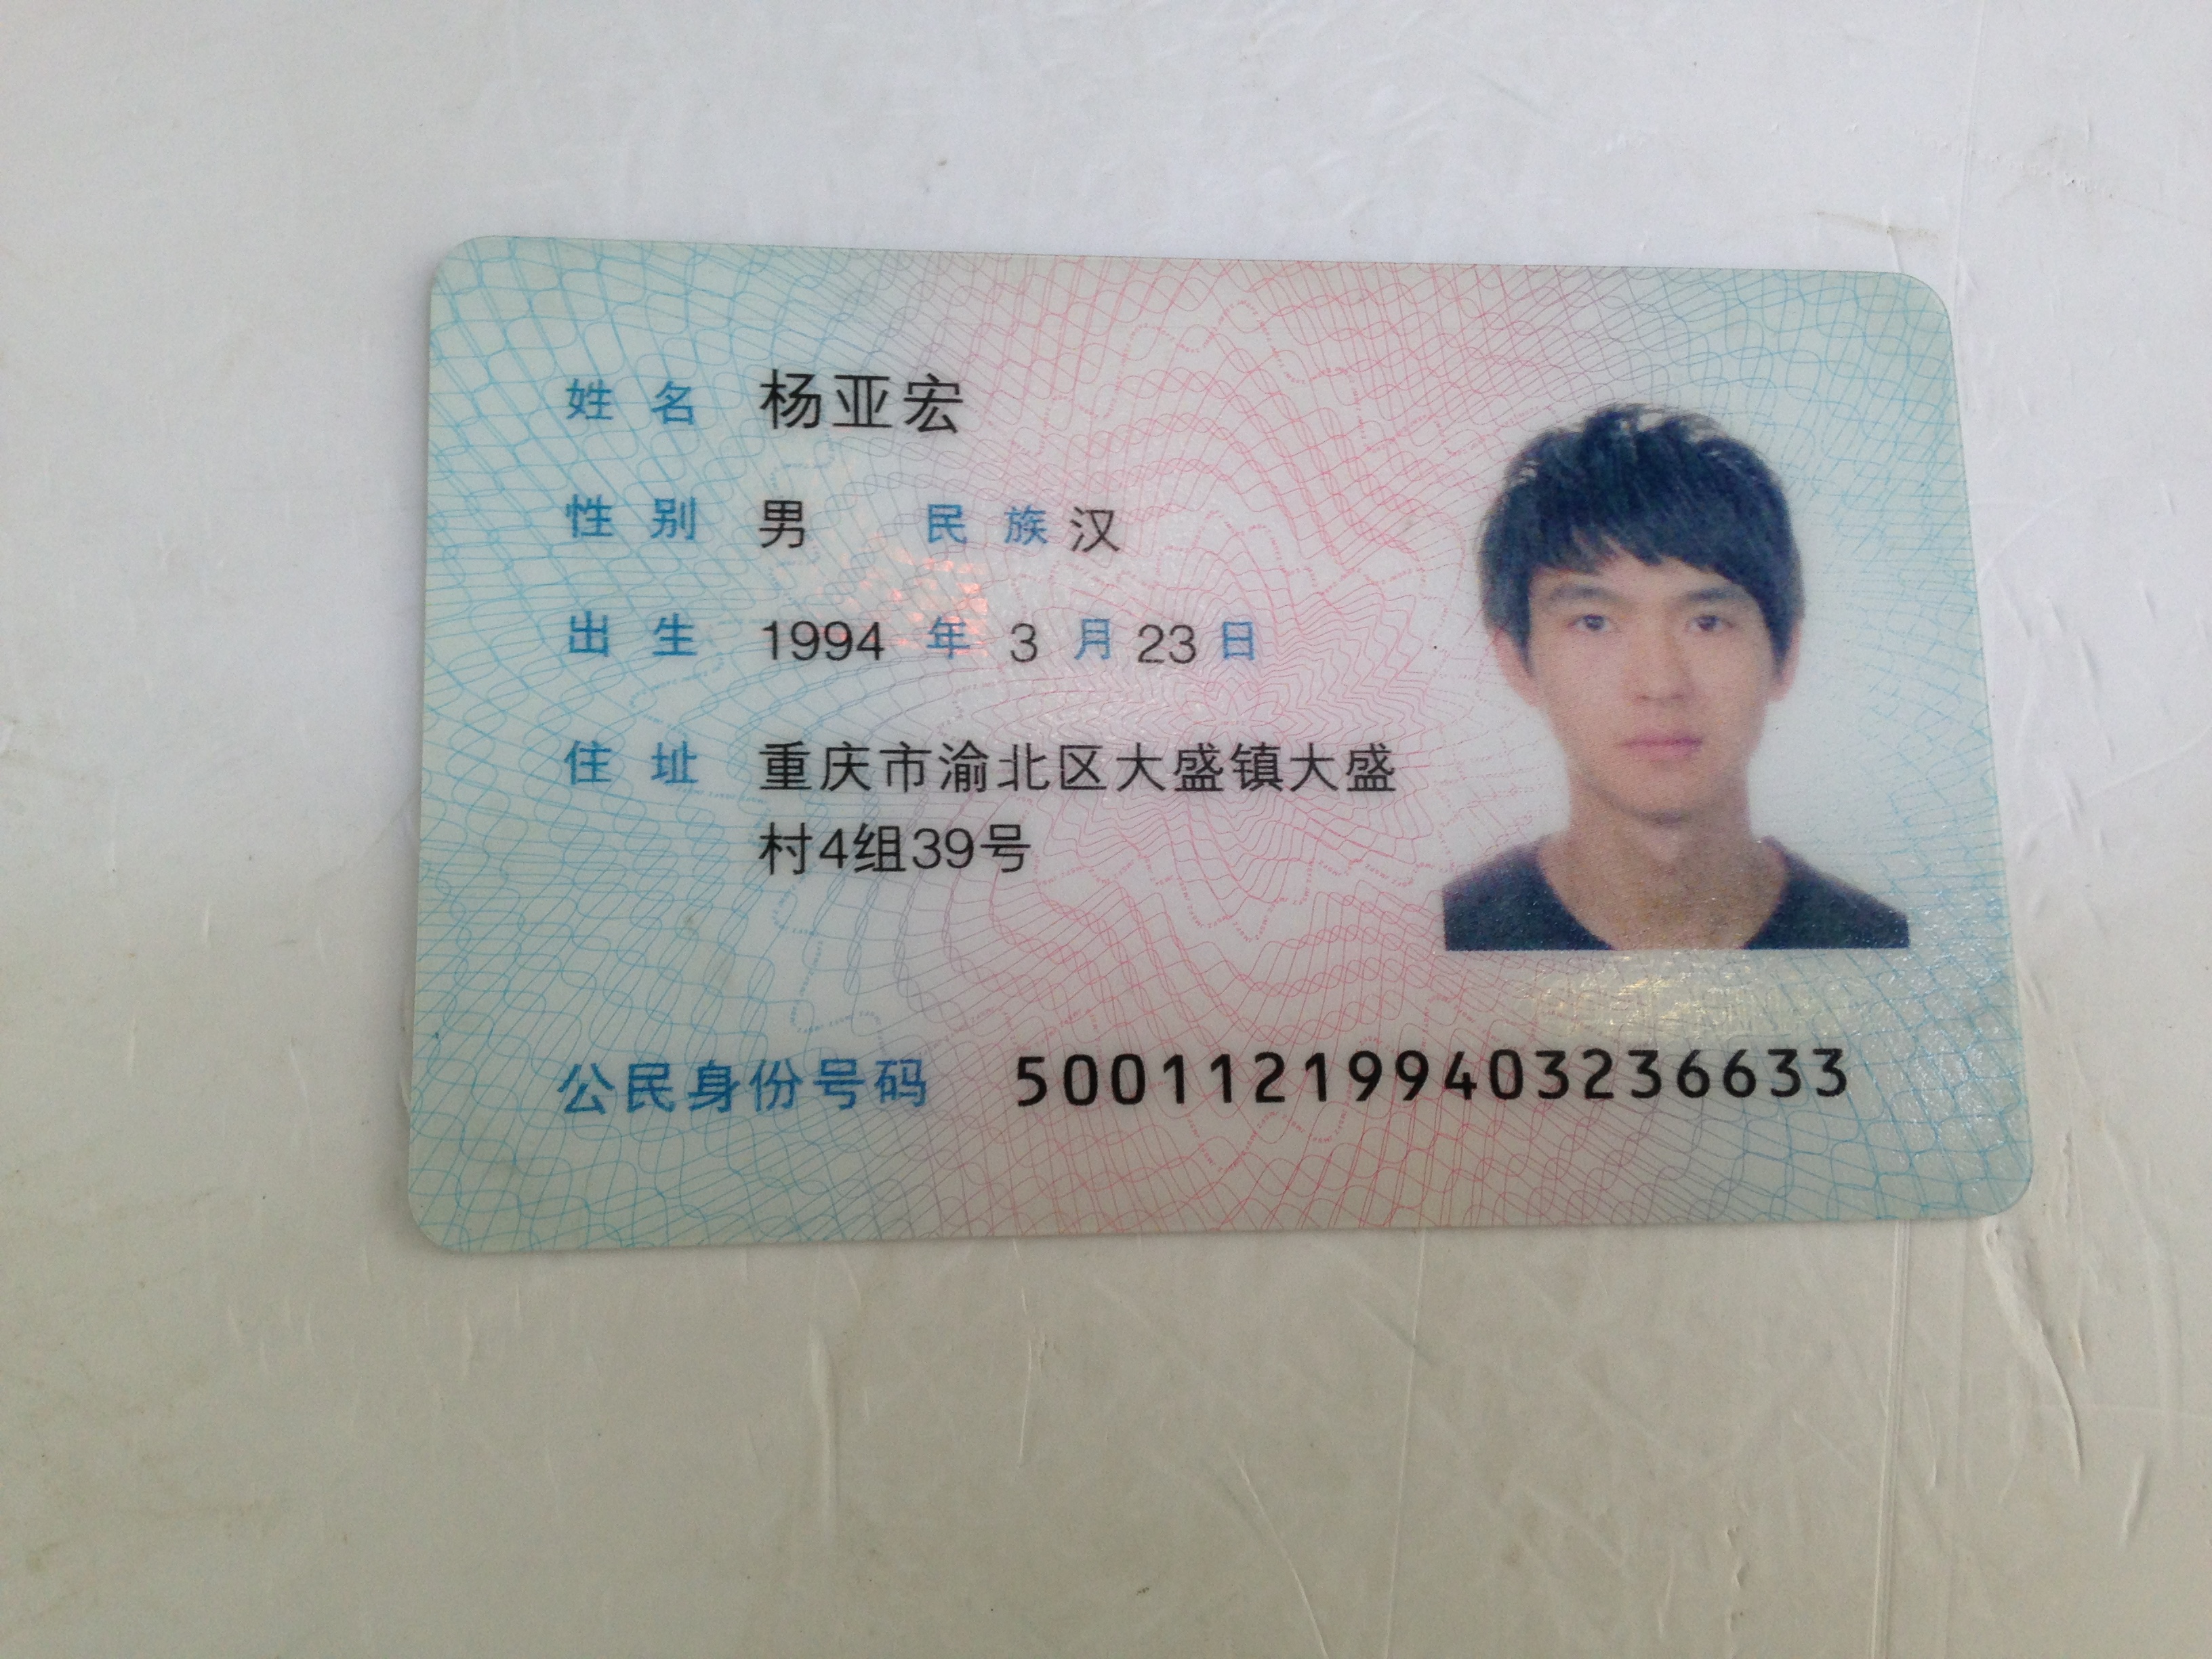 姓名 杨亚宏
性别 男 民族 汉
出生 1994 年 3 月 23 日
住址 重庆市渝北区大盛镇大盛
村4组39号
公民身份号码 500112199403236633